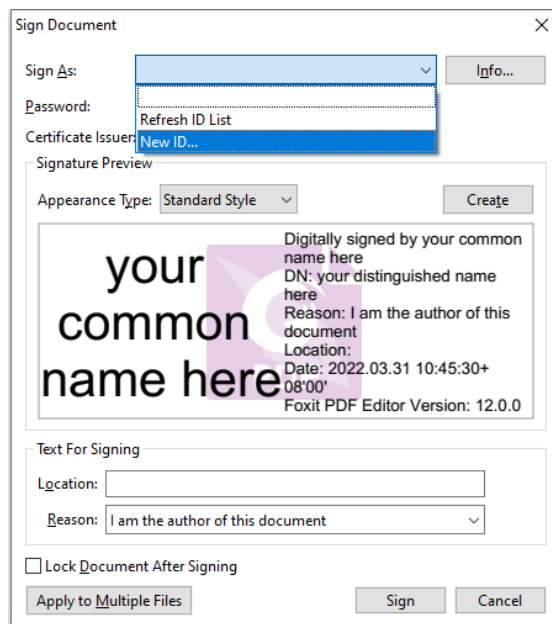 Sign Document
Sign As:
Info...
Password:
Refresh ID List
Certificate Issuer:
New ID...
Signature Preview
Appearance Type: Standard Style
Create
your
common
name here
Digitally signed by your common
name here
DN: your distinguished name
here
Reason: I am the author of this
document
Location:
Date: 2022.03.31 10:45:30+
08'00'
Foxit PDF Editor Version: 12.0.0
Text For Signing
Location:
Reason: I am the author of this document
Lock Document After Signing
Apply to Multiple Files
Sign
Cancel